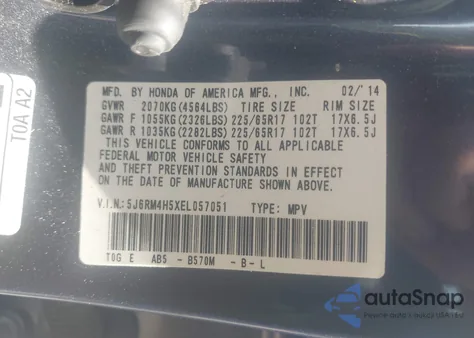 MFD. BY HONDA OF AMERICA MFG., INC. 02/'14
GVWR 2070KG(4564LBS) TIRE SIZE RIM SIZE
GAWR F 1055KG(2326LBS) 225/65R17 102T 17X6.5J
GAWR R 1035KG(2282LBS) 225/65R17 102T 17X6.5J
THIS VEHICLE CONFORMS TO ALL APPLICABLE
FEDERAL MOTOR VEHICLE SAFETY
AND THEFT PREVENTION STANDARDS IN EFFECT ON
THE DATE OF MANUFACTURE SHOWN ABOVE.
V.I.N.:5J6RM4H5XEL057051 TYPE: MPV
TOG E AB5 - B570M - B - L
TOA A2
autoSnap